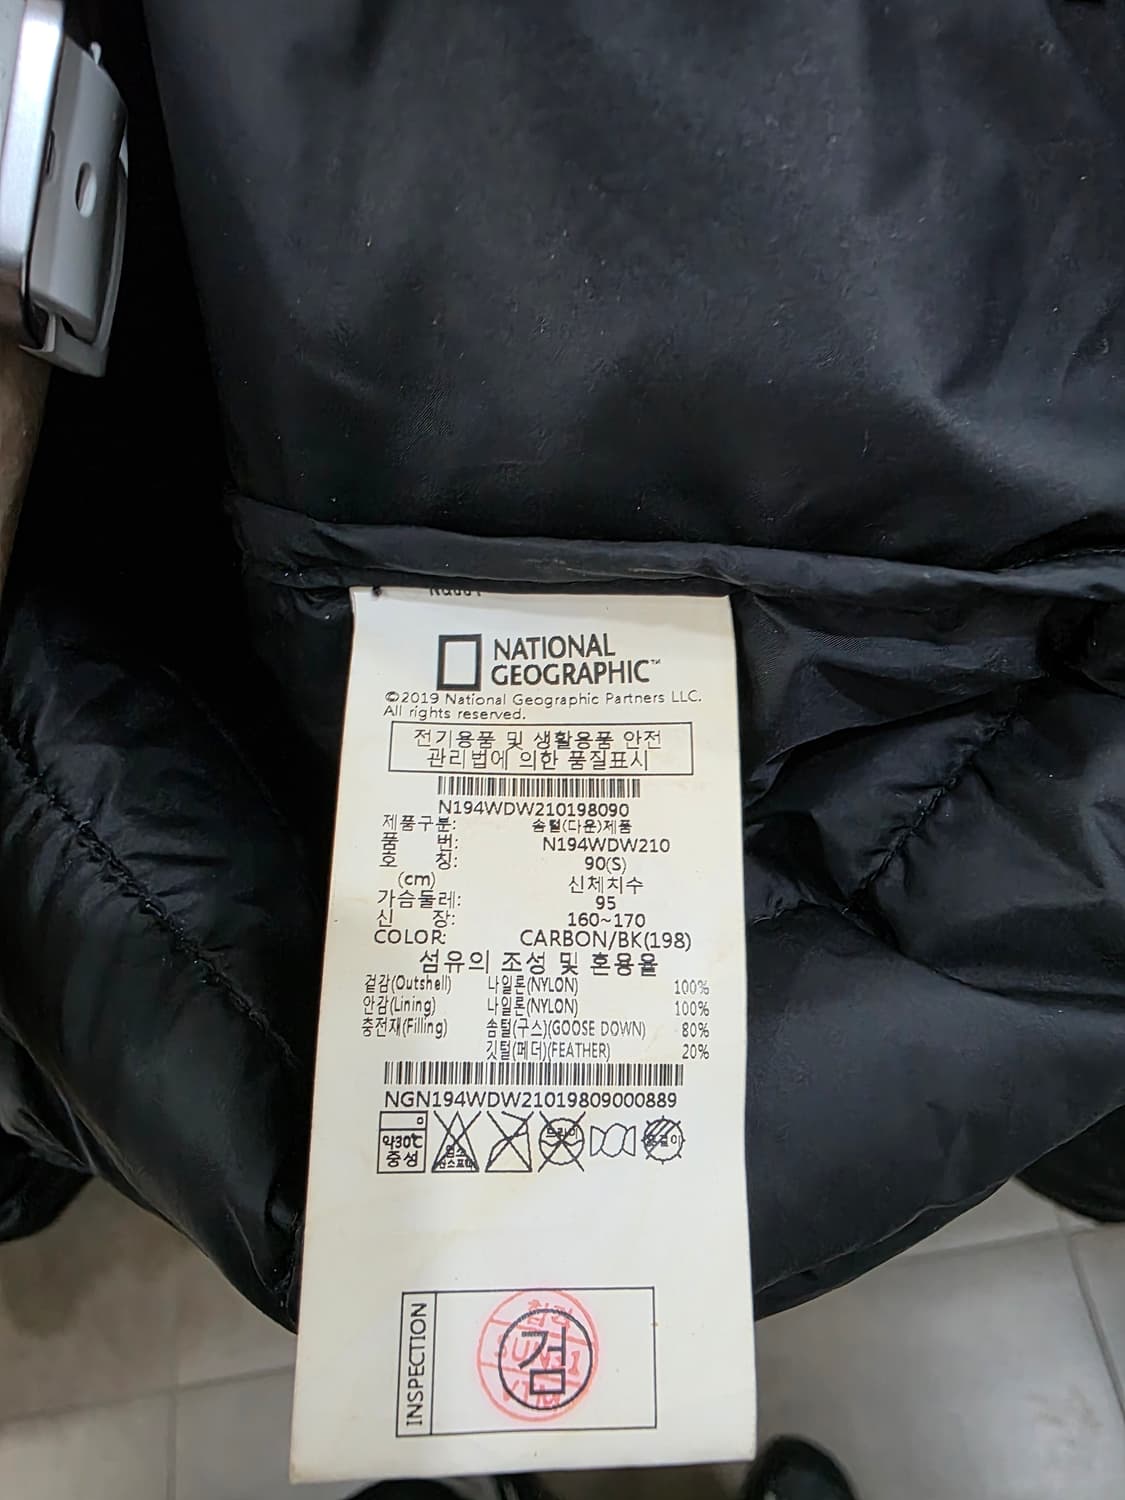 NATIONAL
GEOGRAPHIC™
©2019 National Geographic Partners LLC.
All rights reserved.
전기용품 및 생활용품 안전
관리법에 의한 품질표시
N194WDW210198090
제품구분: 솜털(다운)제품
품 번: N194WDW210
호 칭: 90(S)
(cm) 신체치수
가슴둘레: 95
신 장: 160~170
COLOR: CARBON/BK(198)
섬유의 조성 및 혼용율
겉감(Outshell) 나일론(NYLON) 100%
안감(Lining) 나일론(NYLON) 100%
충전재(Filling) 솜털(구스)(GOOSE DOWN) 80%
깃털(페더)(FEATHER) 20%
NGN194WDW21019809000889
약30℃
중성
드라이
INSPECTION
검